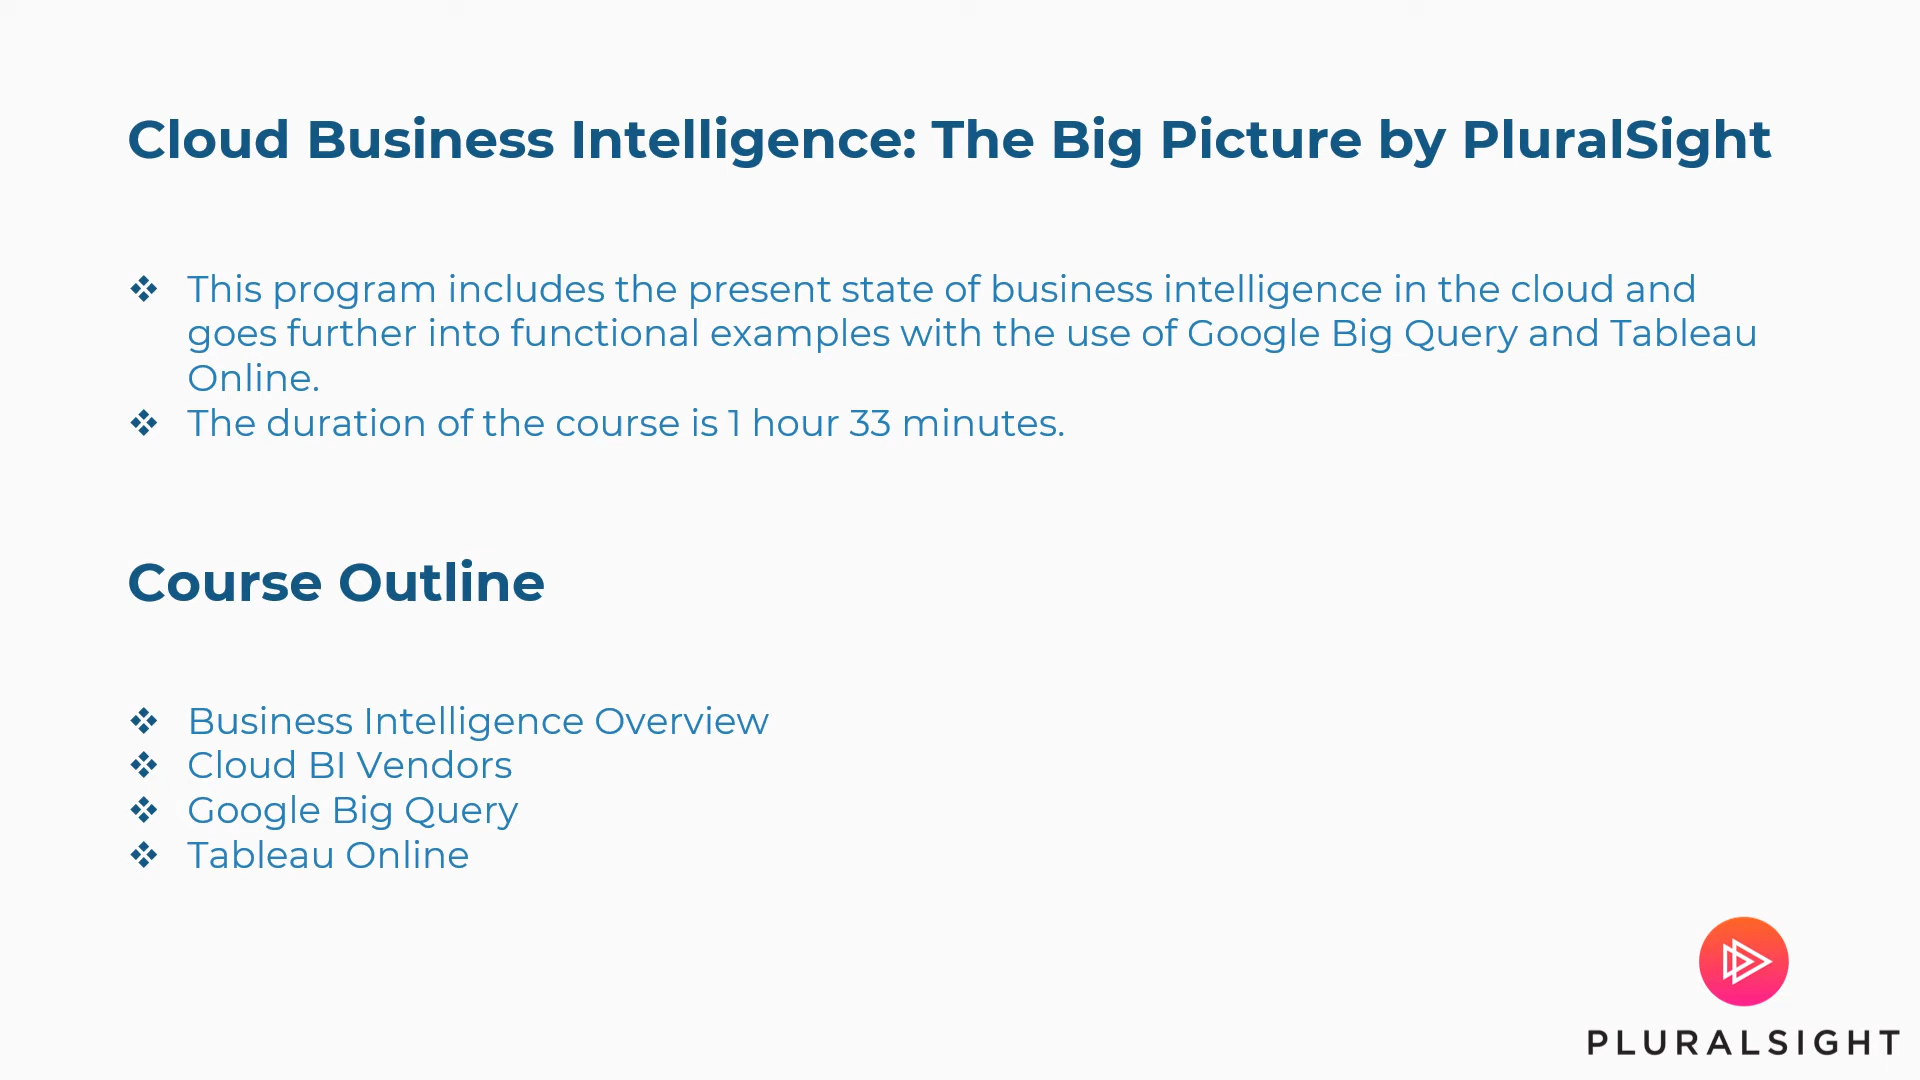 Cloud Business Intelligence: The Big Picture by PluralSight
❖ This program includes the present state of business intelligence in the cloud and
goes further into functional examples with the use of Google Big Query and Tableau
Online.
❖ The duration of the course is 1 hour 33 minutes.
Course Outline
❖ Business Intelligence Overview
❖ Cloud BI Vendors
❖ Google Big Query
❖ Tableau Online
PLURALSIGHT